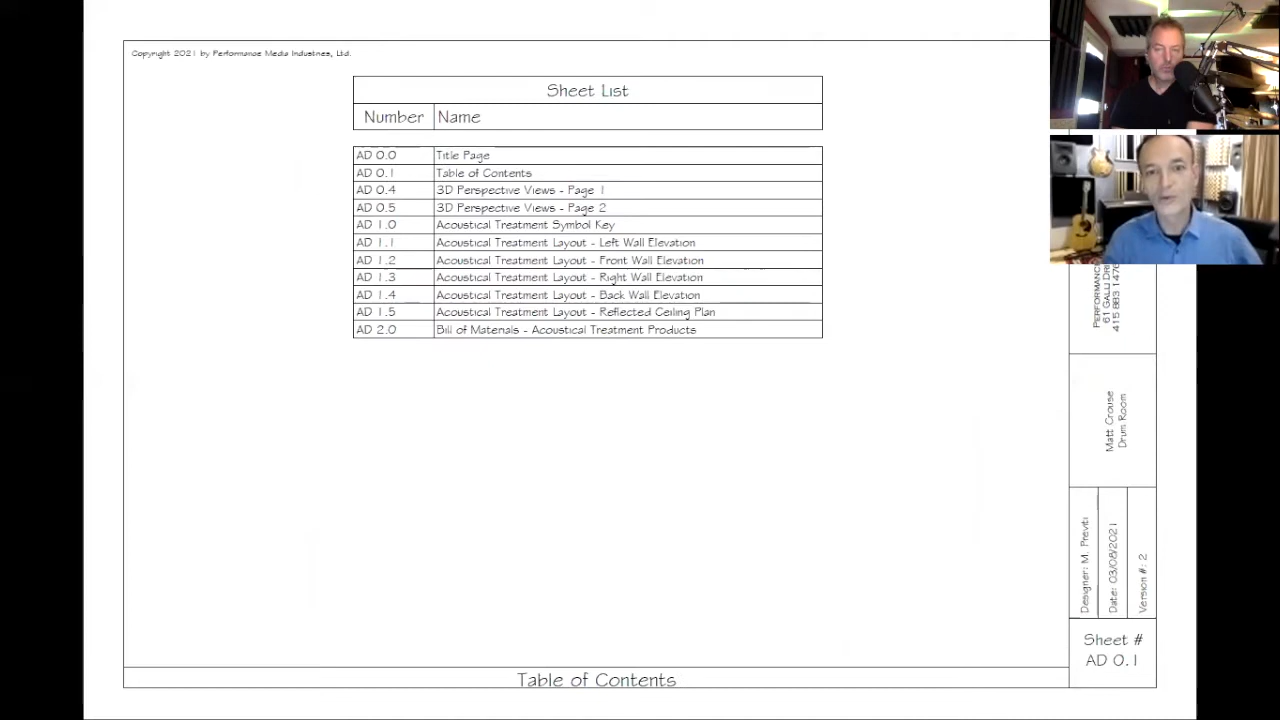 Copyright 2021 by Performance Media Industries, Ltd.
Sheet List
Number Name
AD 0.0 Title Page
AD 0.1 Table of Contents
AD 0.4 3D Perspective Views - Page 1
AD 0.5 3D Perspective Views - Page 2
AD 1.0 Acoustical Treatment Symbol Key
AD 1.1 Acoustical Treatment Layout - Left Wall Elevation
AD 1.2 Acoustical Treatment Layout - Front Wall Elevation
AD 1.3 Acoustical Treatment Layout - Right Wall Elevation
AD 1.4 Acoustical Treatment Layout - Back Wall Elevation
AD 1.5 Acoustical Treatment Layout - Reflected Ceiling Plan
AD 2.0 Bill of Materials - Acoustical Treatment Products
61 GALLI
415 883 1476
Matt Crouse
Drum Room
Designer: M. Previti
Date: 03/08/2021
Version #: 2
Sheet #
AD 0.1
Table of Contents